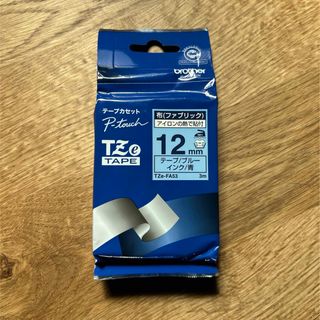 brother
テープカセット
P-touch
TZe
TAPE
布(ファブリック)
アイロンの熱で貼付
12mm
テープ/ブルー
インク/青
TZe-FA53
3m